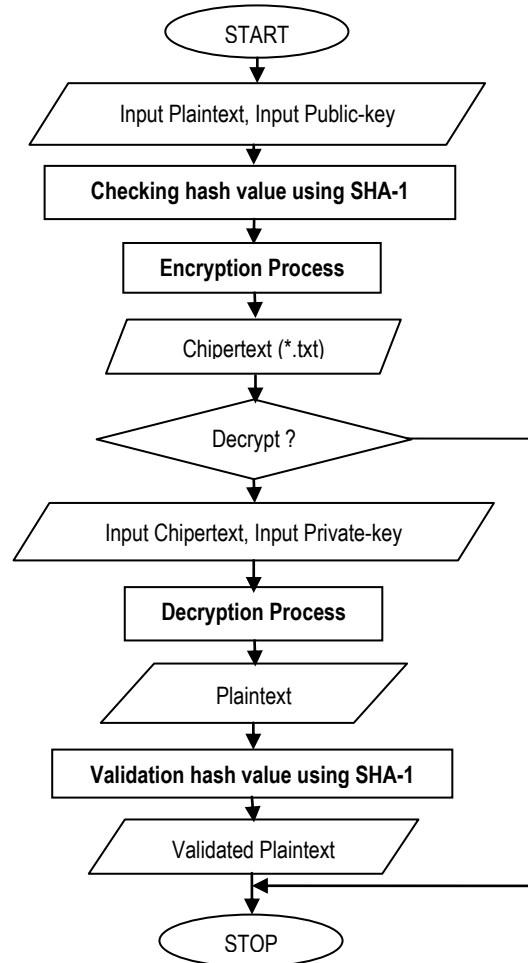 START
Input Plaintext, Input Public-key
Checking hash value using SHA-1
Encryption Process
Chipertext (*.txt)
Decrypt ?
Input Chipertext, Input Private-key
Decryption Process
Plaintext
Validation hash value using SHA-1
Validated Plaintext
STOP